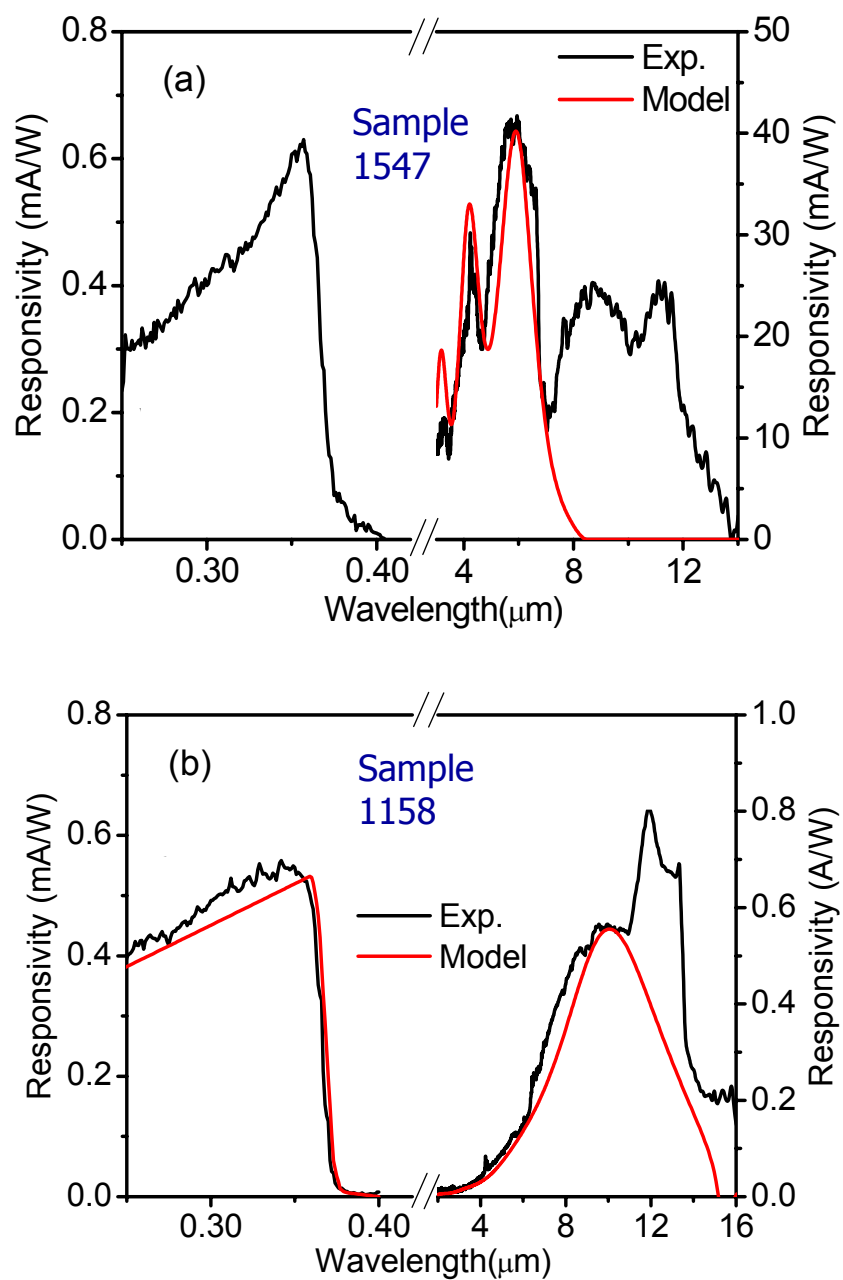 0.8
//
50
(a)
Exp.
Model
Sample
1547
0.6
40
30
0.4
20
0.2
10
0.0
//
0
0.30
0.40
4
8
12
Responsivity (mA/W)
Responsivity (mA/W)
Wavelength(μm)
0.8
//
1.0
(b)
Sample
1158
0.8
0.6
Exp.
Model
0.6
0.4
0.4
0.2
0.2
0.0
//
0.0
0.30
0.40
4
8
12
16
Responsivity (mA/W)
Responsivity (A/W)
Wavelength(μm)